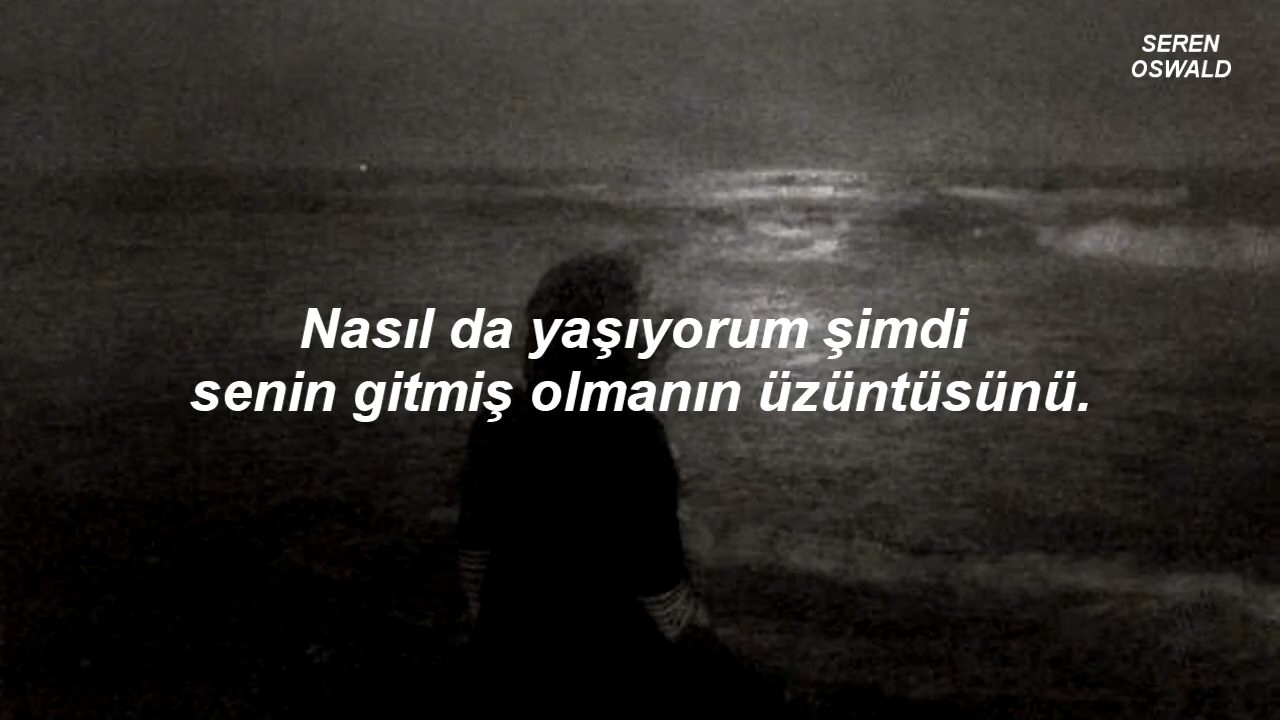 SEREN
OSWALD
Nasıl da yaşıyorum şimdi
senin gitmiş olmanın üzüntüsünü.